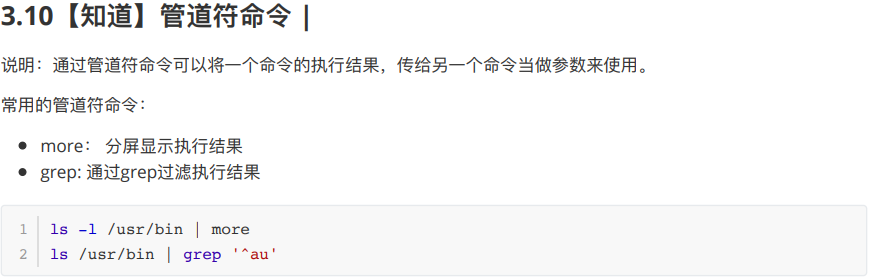 3.10【知道】管道符命令 |
说明：通过管道符命令可以将一个命令的执行结果，传给另一个命令当做参数来使用。
常用的管道符命令：
● more： 分屏显示执行结果
● grep: 通过grep过滤执行结果
1 ls -l /usr/bin | more
2 ls /usr/bin | grep '^au'